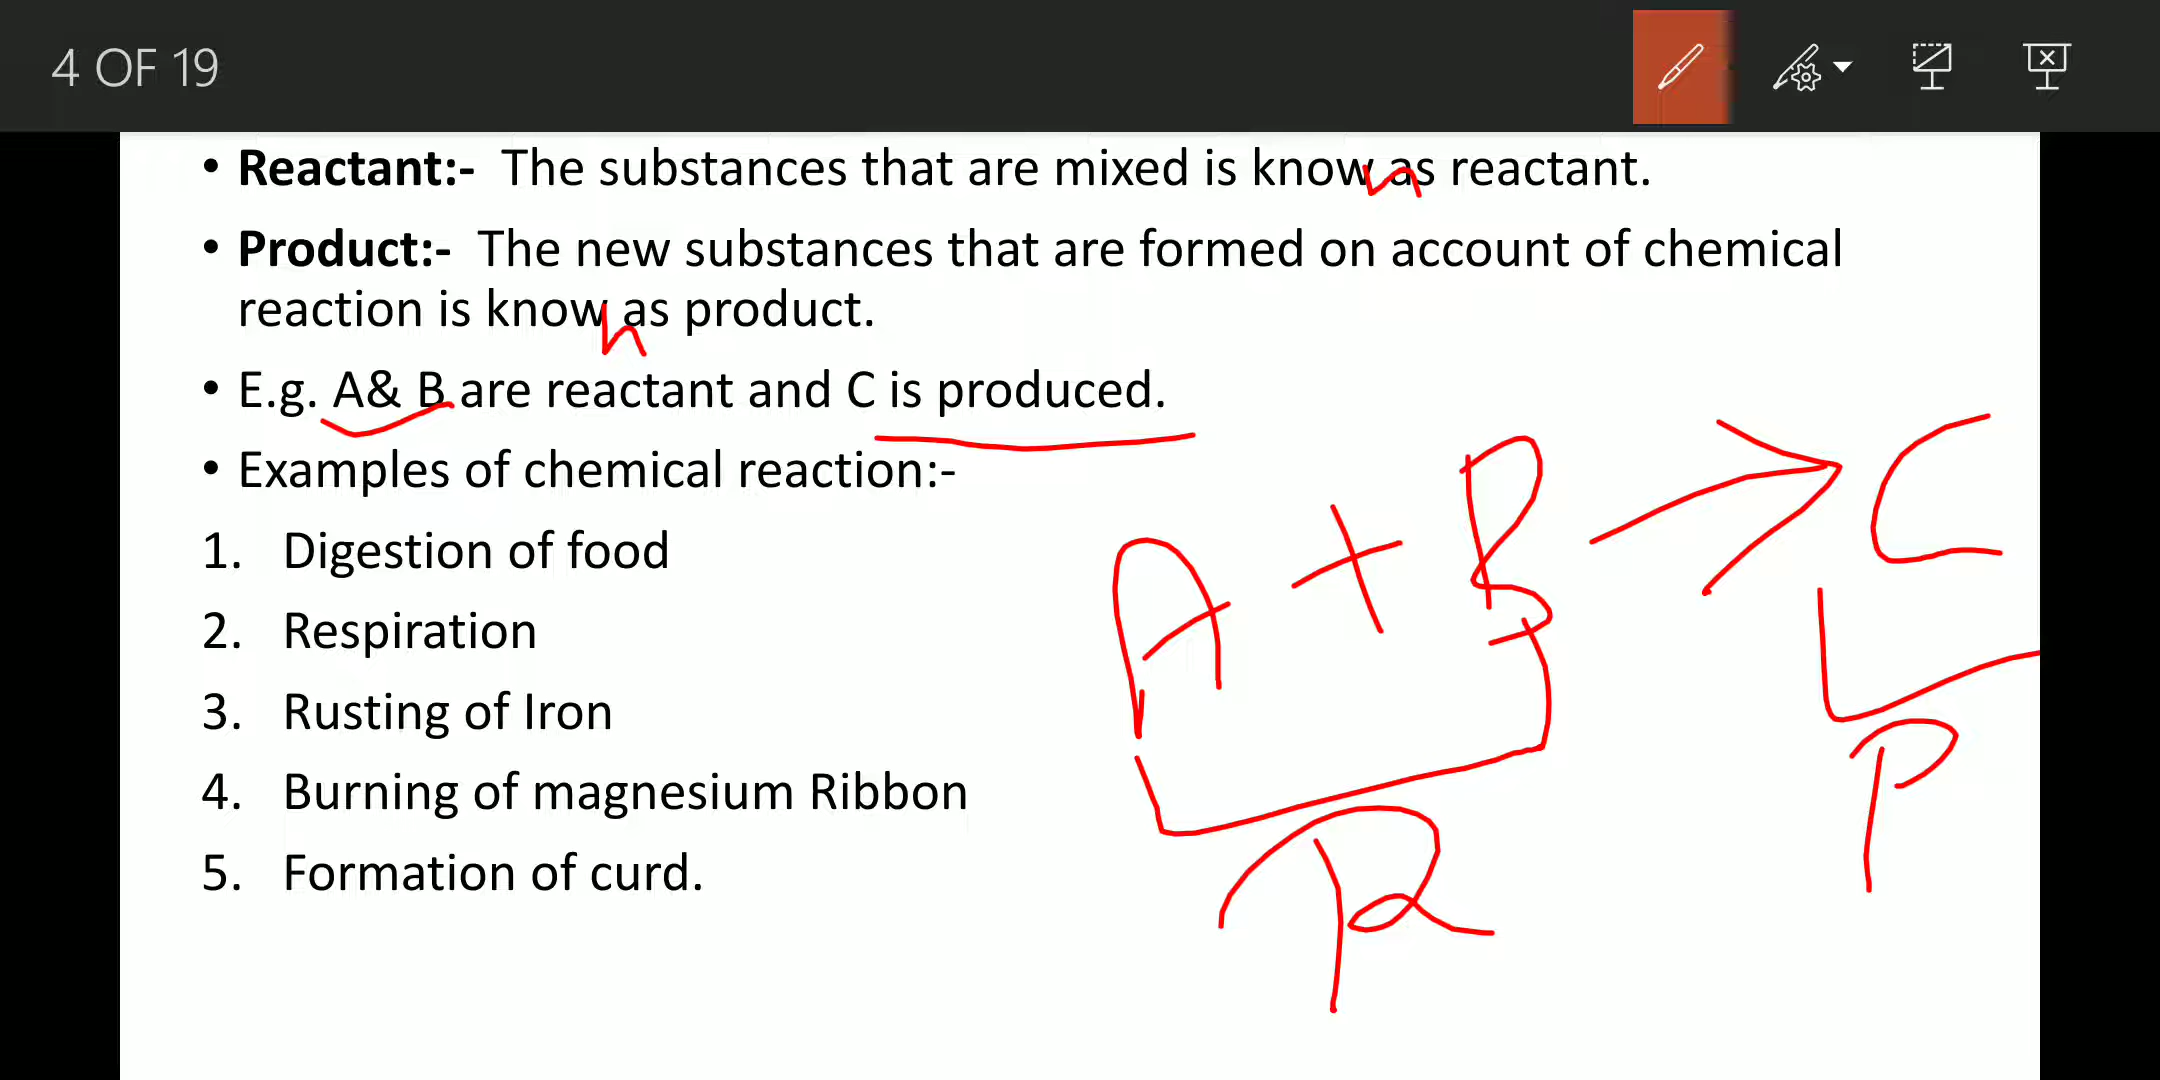 4 OF 19
• Reactant:- The substances that are mixed is known as reactant.
• Product:- The new substances that are formed on account of chemical
reaction is known as product.
• E.g. A& B are reactant and C is produced.
• Examples of chemical reaction:-
A + B → C
1. Digestion of food
2. Respiration
3. Rusting of Iron
4. Burning of magnesium Ribbon
5. Formation of curd.
R P